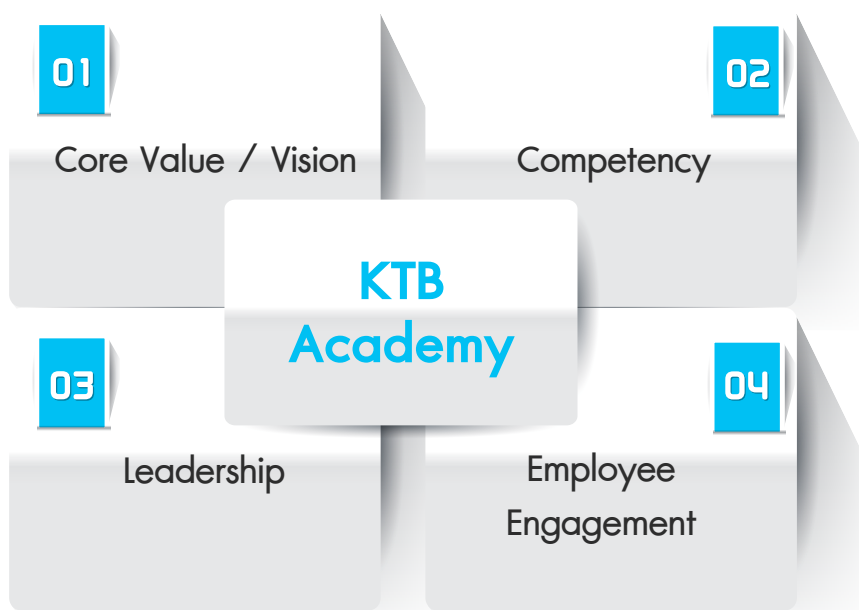 01
Core Value / Vision
02
Competency
KTB
Academy
03
Leadership
04
Employee
Engagement